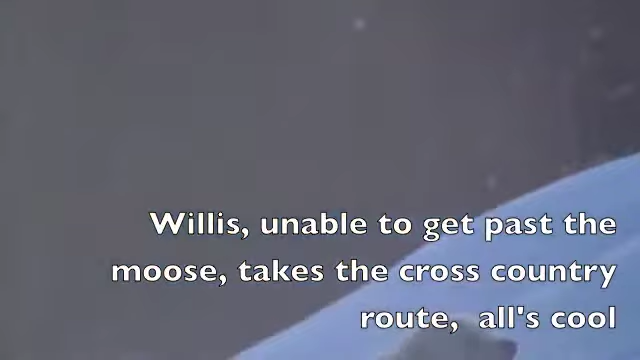 Willis, unable to get past the
moose, takes the cross country
route,  all's cool